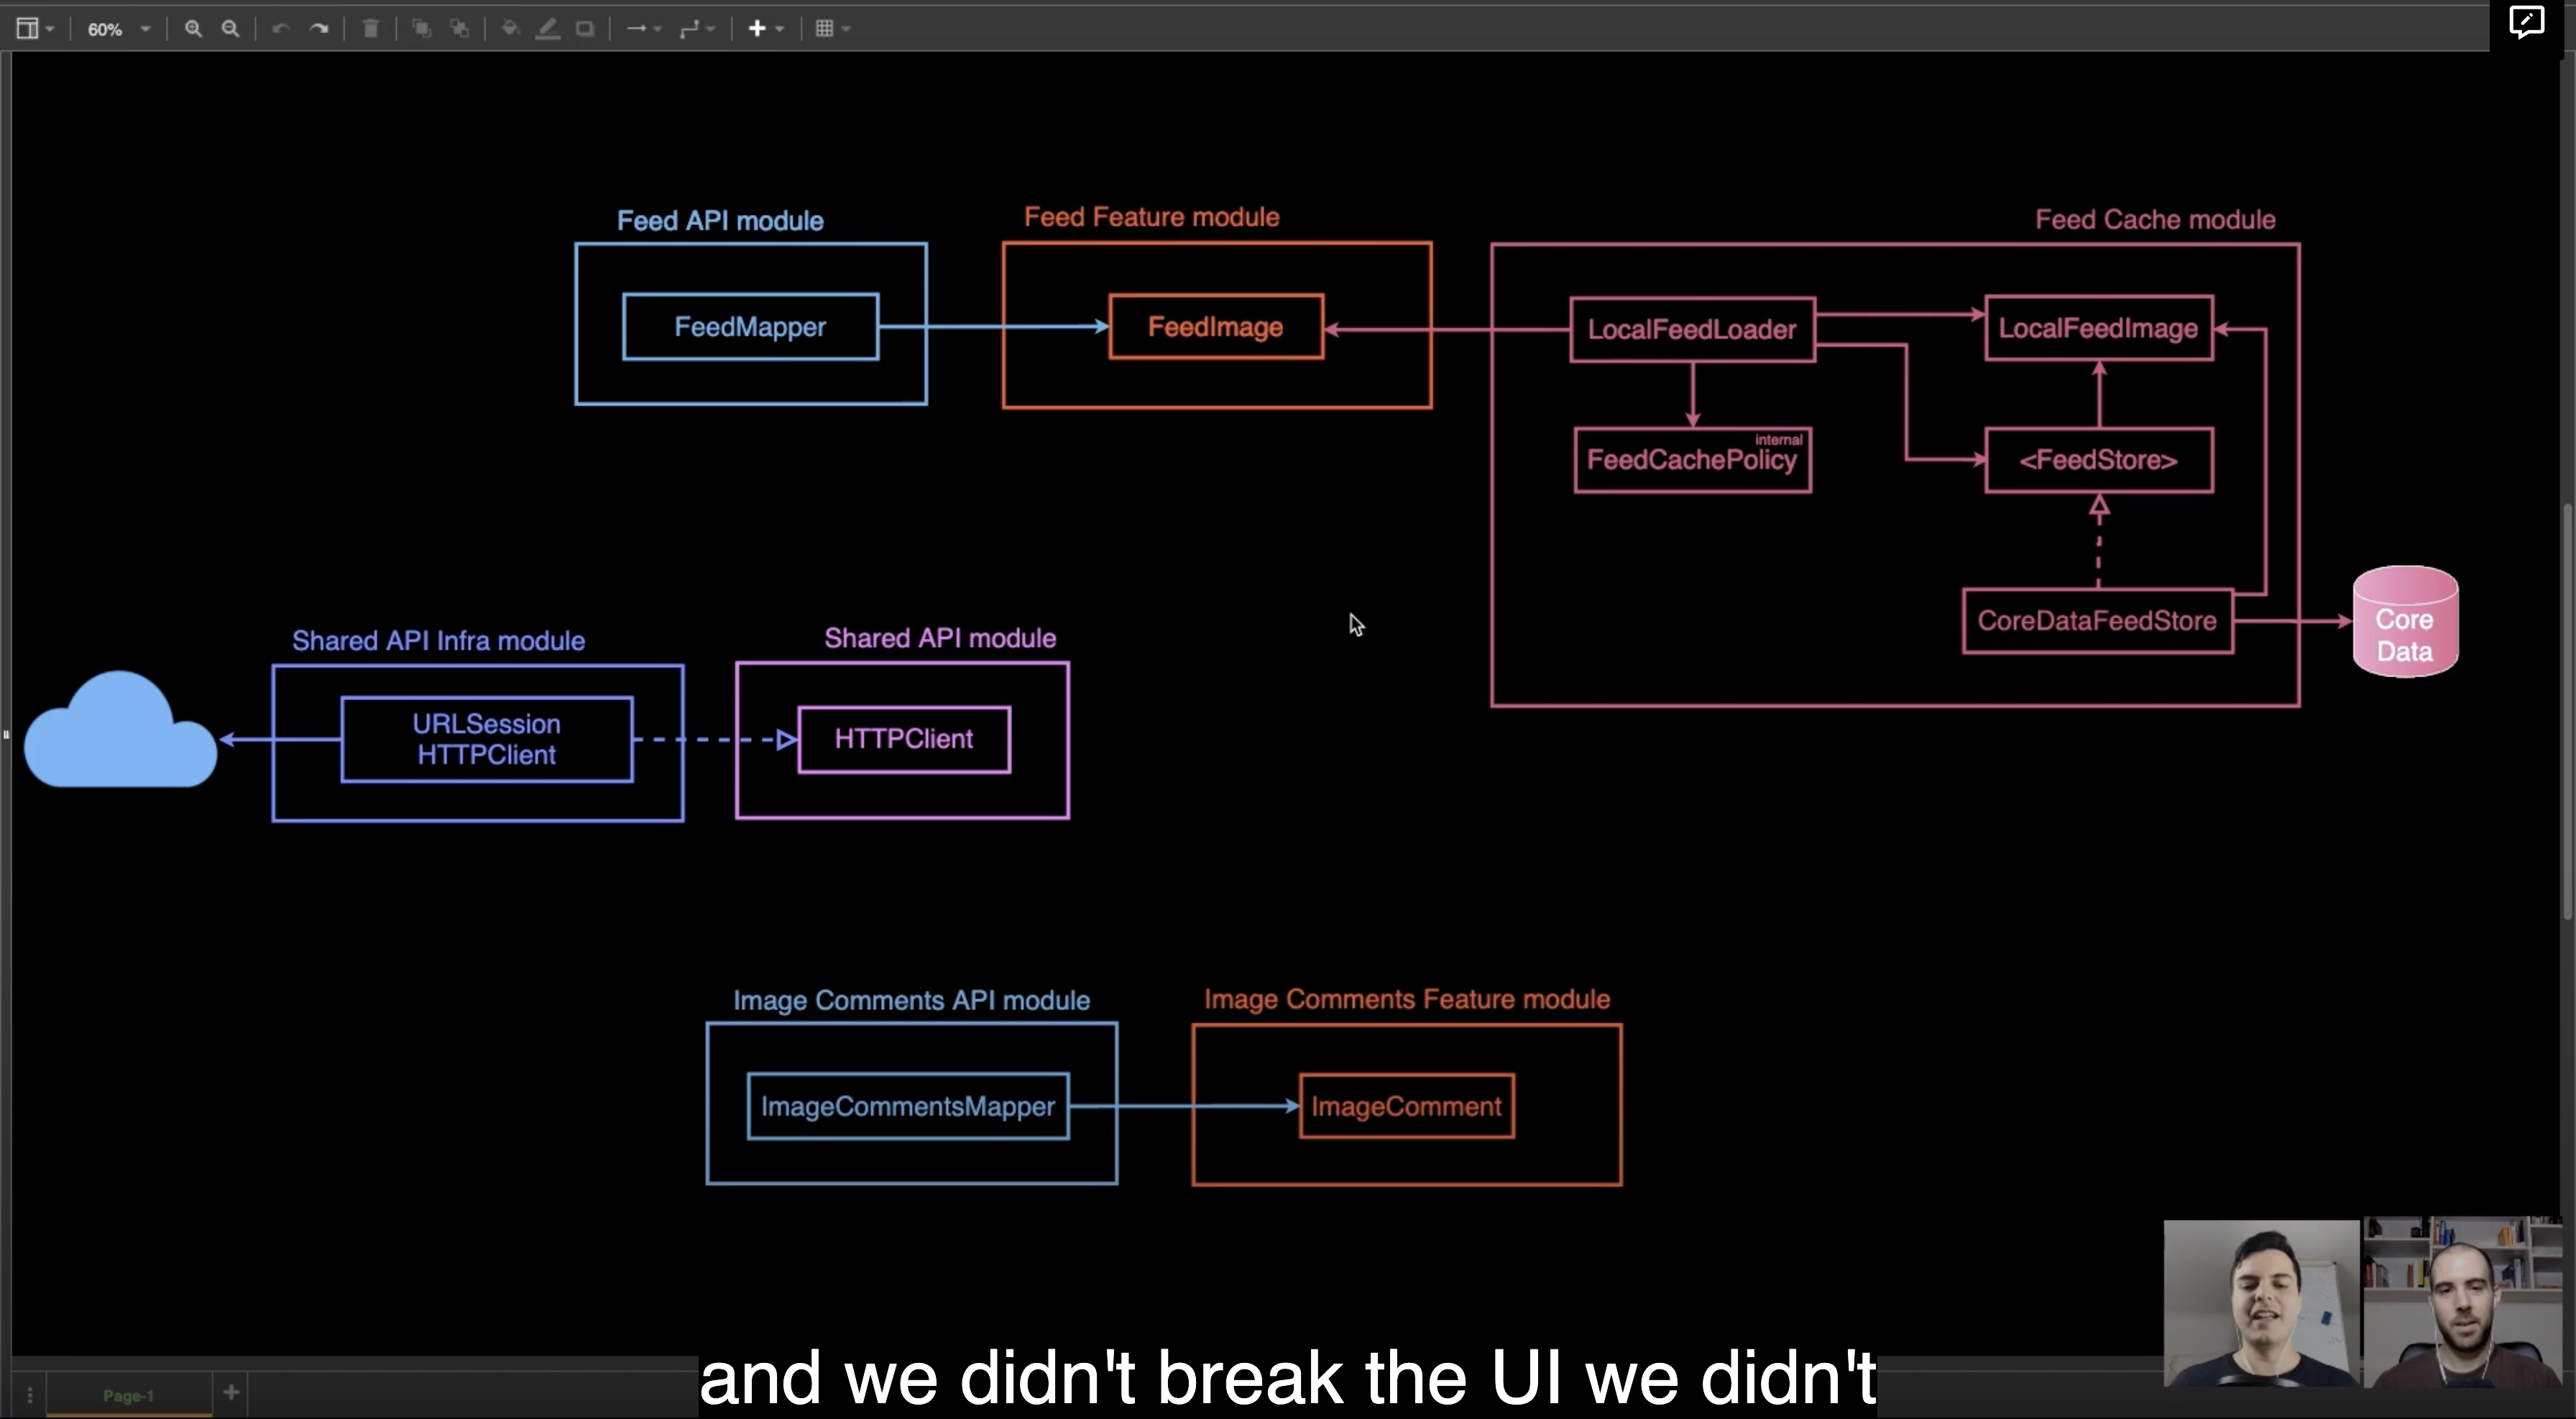 60%
Feed API module
Feed Feature module
Feed Cache module
FeedMapper
FeedImage
LocalFeedLoader
LocalFeedImage
internal
FeedCachePolicy
<FeedStore>
CoreDataFeedStore
Core
Data
Shared API Infra module
Shared API module
URLSession
HTTPClient
HTTPClient
Image Comments API module
Image Comments Feature module
ImageCommentsMapper
ImageComment
and we didn't break the UI we didn't
Page-1